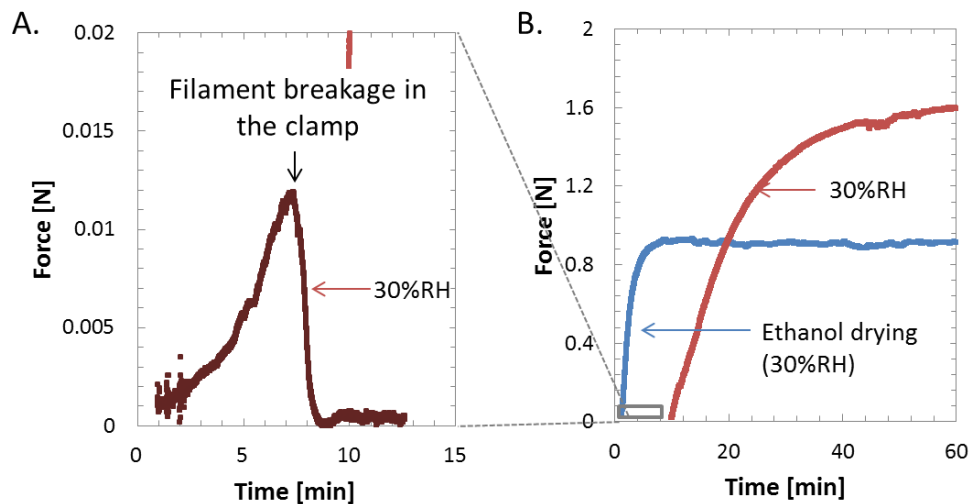 A.
0.02
0.015
0.01
0.005
0
Force [N]
Filament breakage in
the clamp
30%RH
0
5
10
15
Time [min]
B.
2
1.6
1.2
0.8
0.4
0
Force [N]
30%RH
Ethanol drying
(30%RH)
0
20
40
60
Time [min]